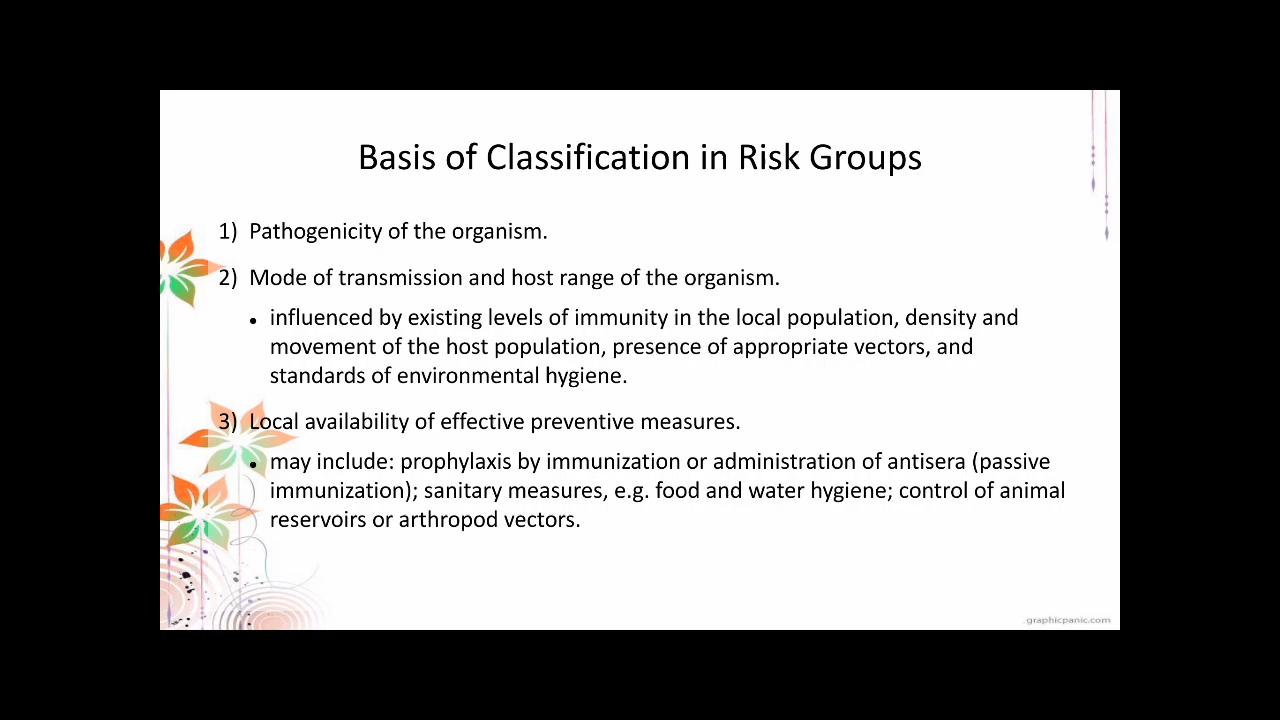 Basis of Classification in Risk Groups
1) Pathogenicity of the organism.
2) Mode of transmission and host range of the organism.
• influenced by existing levels of immunity in the local population, density and
movement of the host population, presence of appropriate vectors, and
standards of environmental hygiene.
3) Local availability of effective preventive measures.
• may include: prophylaxis by immunization or administration of antisera (passive
immunization); sanitary measures, e.g. food and water hygiene; control of animal
reservoirs or arthropod vectors.
graphicpanic.com